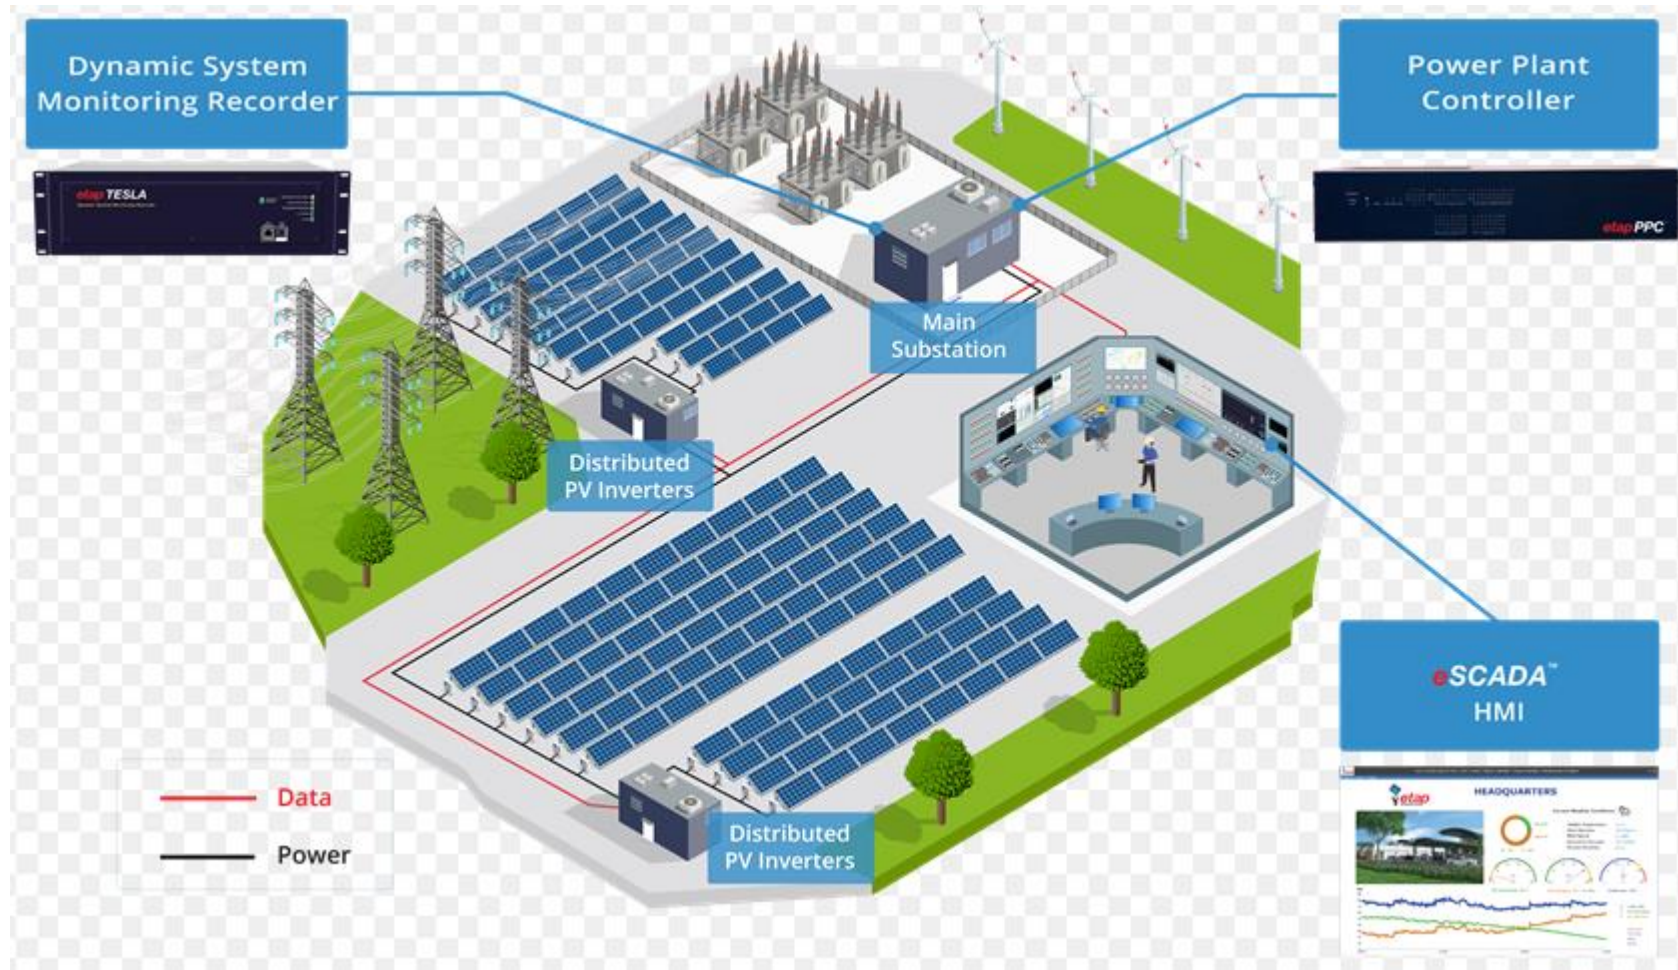 Dynamic System
Monitoring Recorder
Power Plant
Controller
etap TESLA
etap PPC
Main
Substation
Distributed
PV Inverters
eSCADA™
HMI
Data
Power
Distributed
PV Inverters
etap
HEADQUARTERS